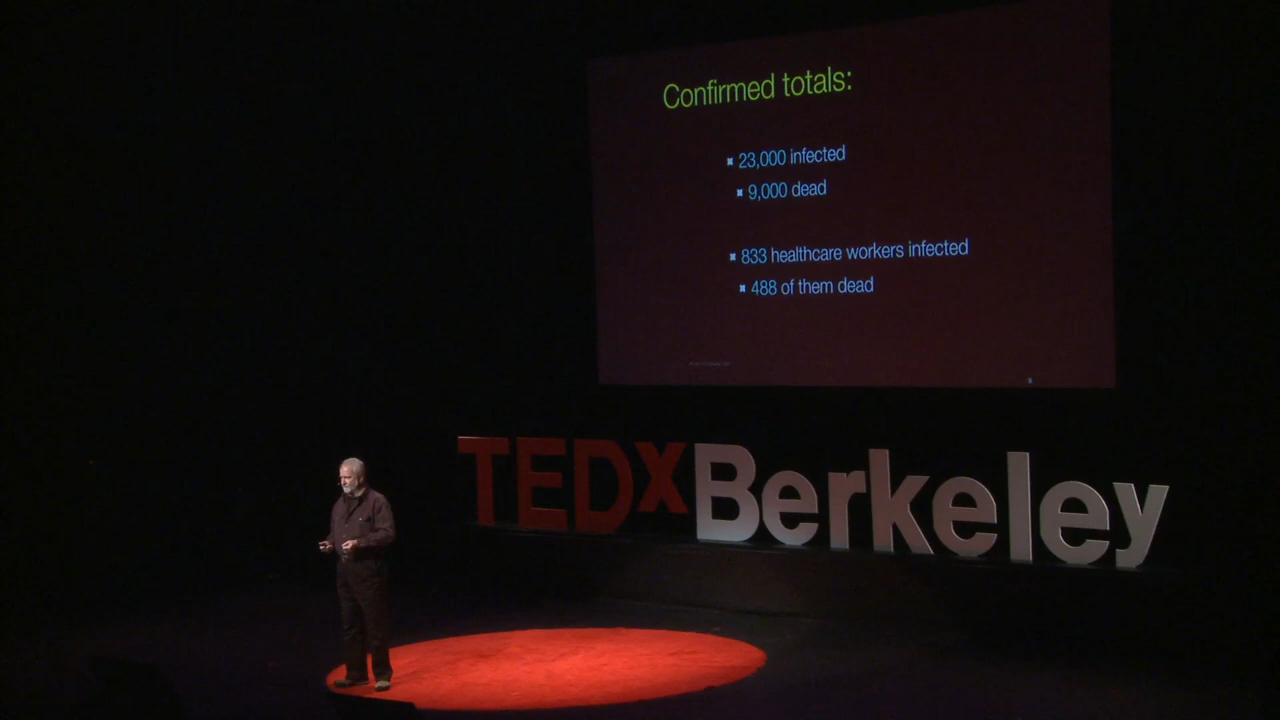 Confirmed totals:
23,000 infected
9,000 dead
833 healthcare workers infected
488 of them dead
TEDxBerkeley